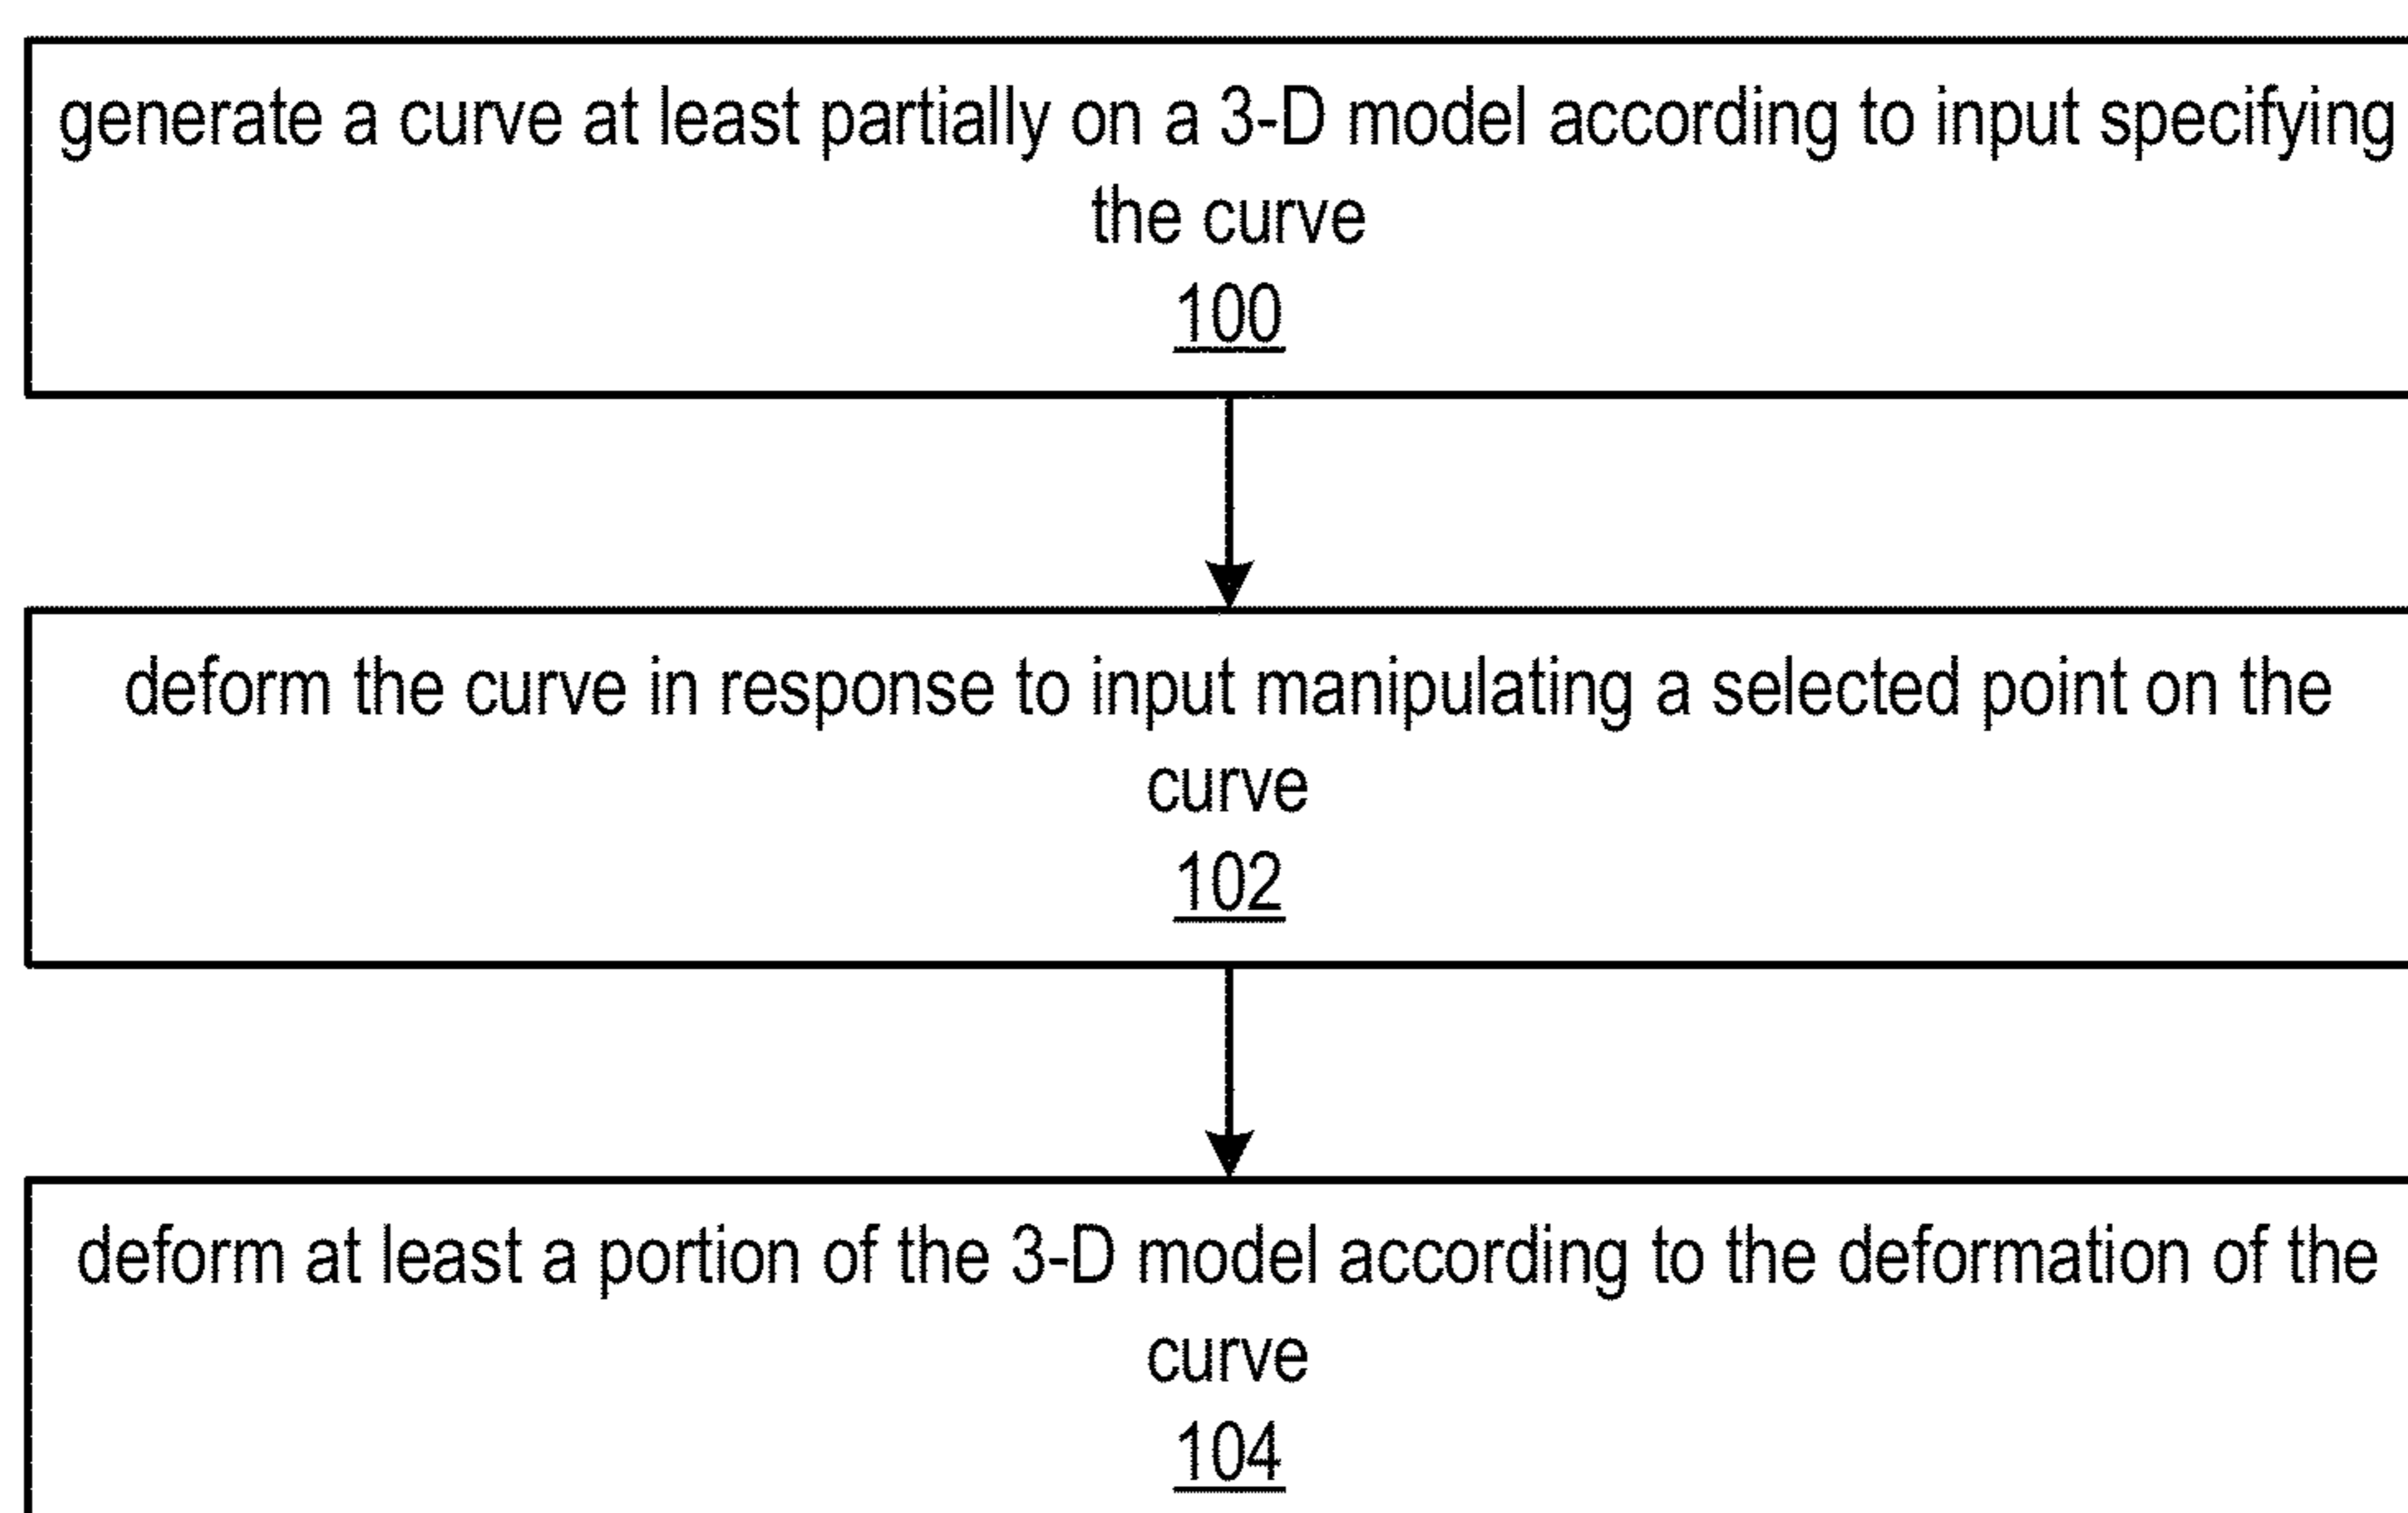 generate a curve at least partially on a 3-D model according to input specifying
the curve
100
deform the curve in response to input manipulating a selected point on the
curve
102
deform at least a portion of the 3-D model according to the deformation of the
curve
104